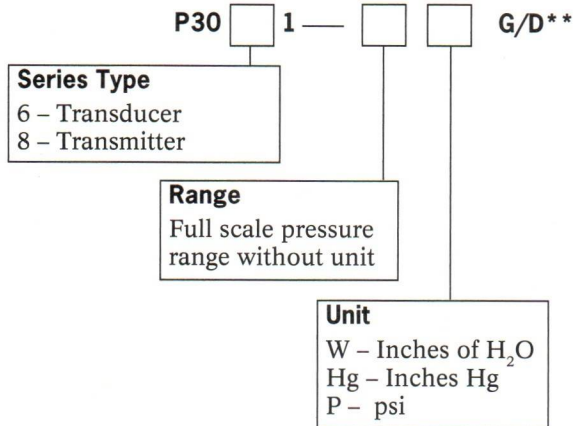 P30 1 — G/D**
Series Type
6 – Transducer
8 – Transmitter
Range
Full scale pressure
range without unit
Unit
W – Inches of H₂O
Hg – Inches Hg
P – psi